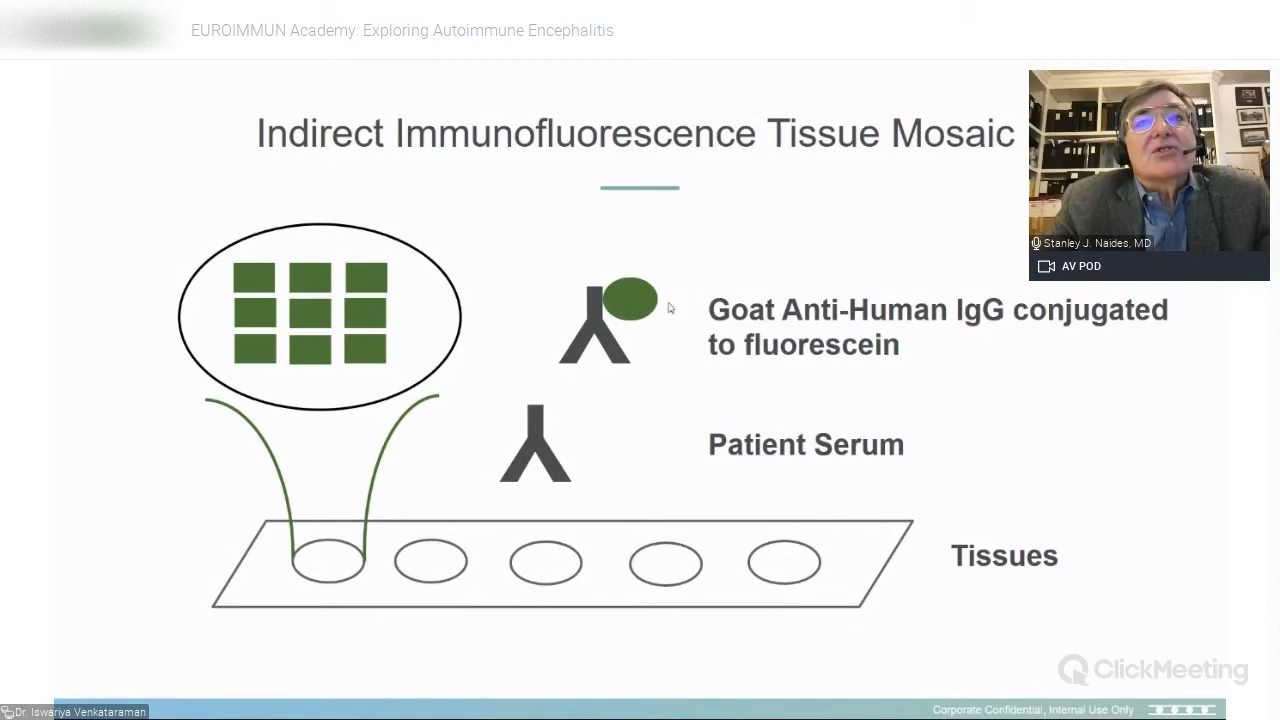 EUROIMMUN Academy: Exploring Autoimmune Encephalitis
Indirect Immunofluorescence Tissue Mosaic
Stanley J. Naides, MD
AV POD
Goat Anti-Human IgG conjugated
to fluorescein
Patient Serum
Tissues
ClickMeeting
Corporate Confidential, Internal Use Only
Dr. Iswariya Venkataraman